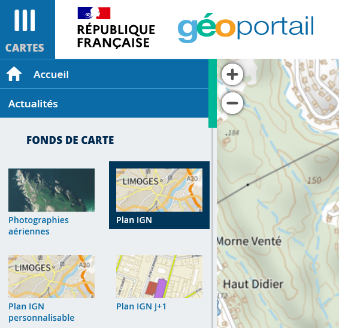 CARTES
RÉPUBLIQUE
FRANÇAISE
géoportail
Accueil
Actualités
FONDS DE CARTE
LIMOGES
A20
Photographies
aériennes
Plan IGN
LIMOGES
A20
Plan IGN
personnalisable
Plan IGN j+1
184
150
Morne Venté
Haut Didier